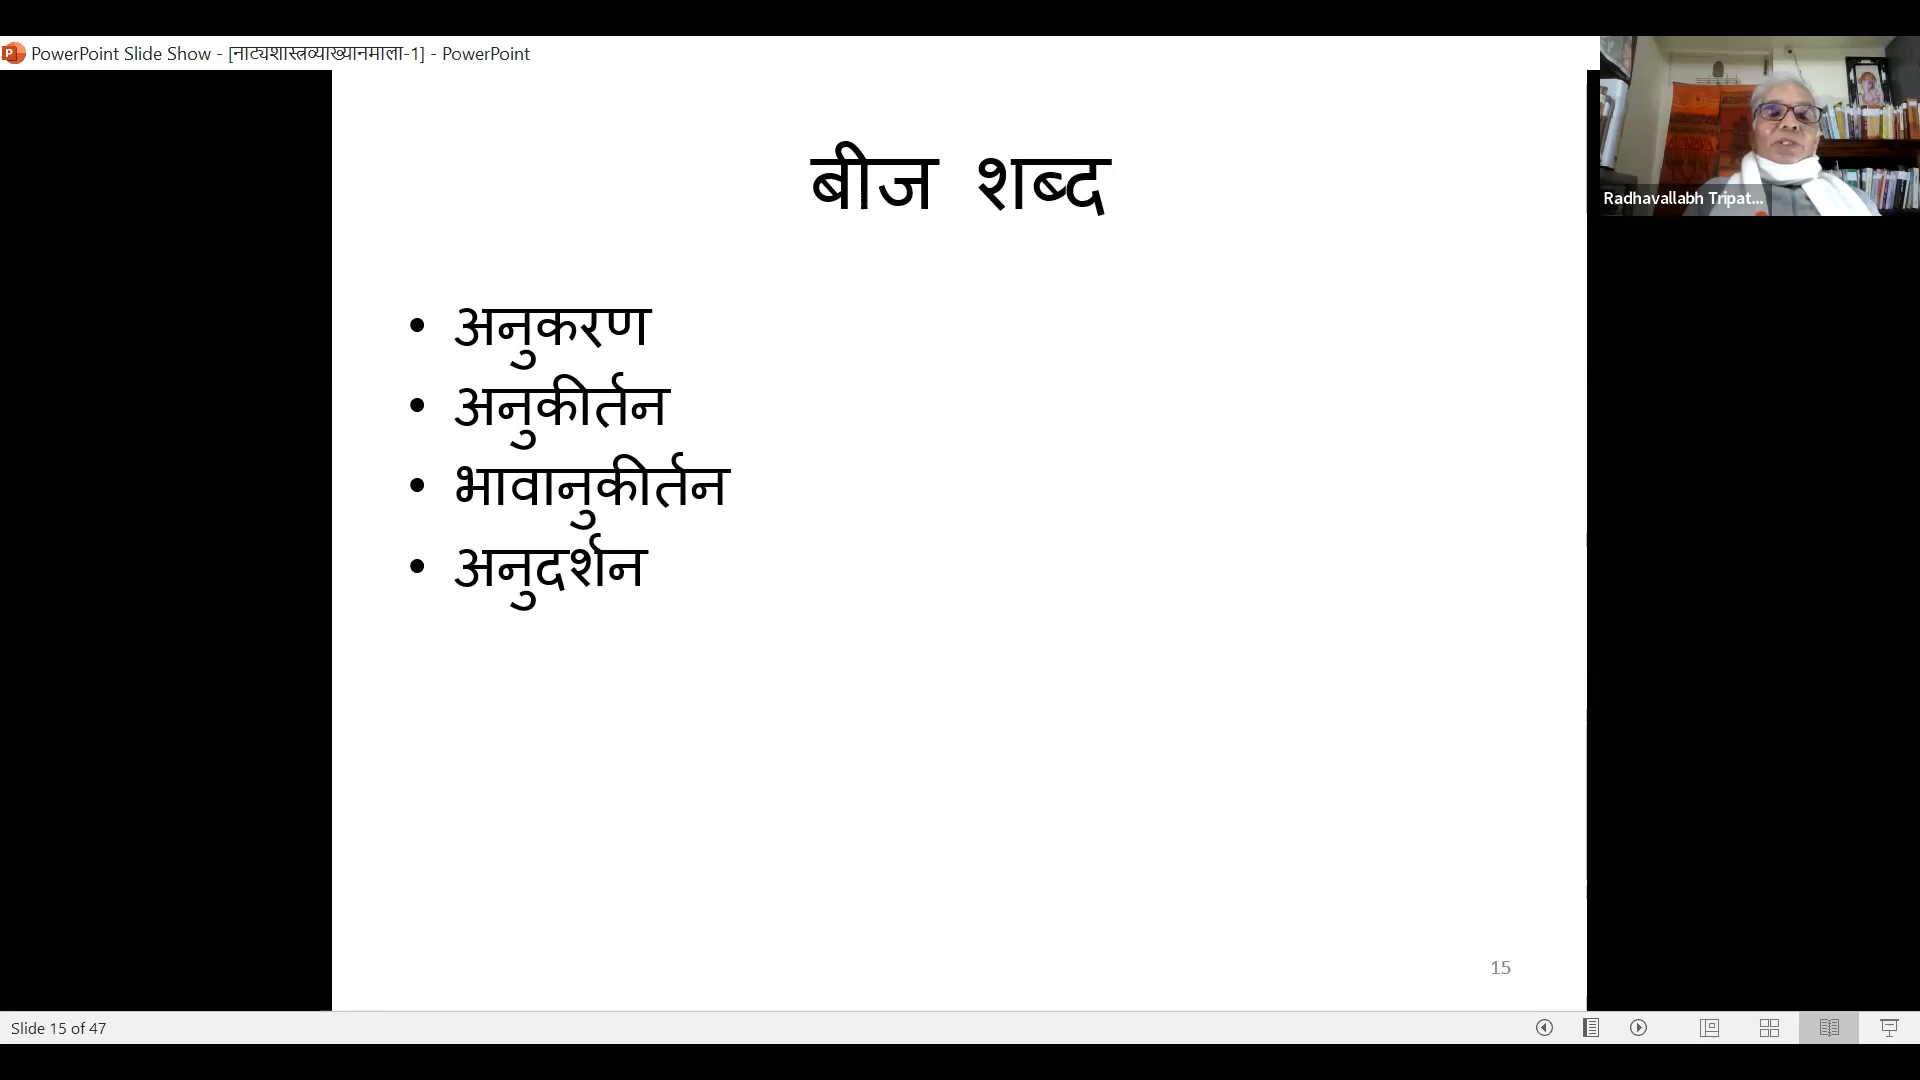 PowerPoint Slide Show - [नाट्यशास्त्रव्याख्यानमाला-1] - PowerPoint
Radhavallabh Tripat...
बीज शब्द
• अनुकरण
• अनुकीर्तन
• भावानुकीर्तन
• अनुदर्शन
15
Slide 15 of 47